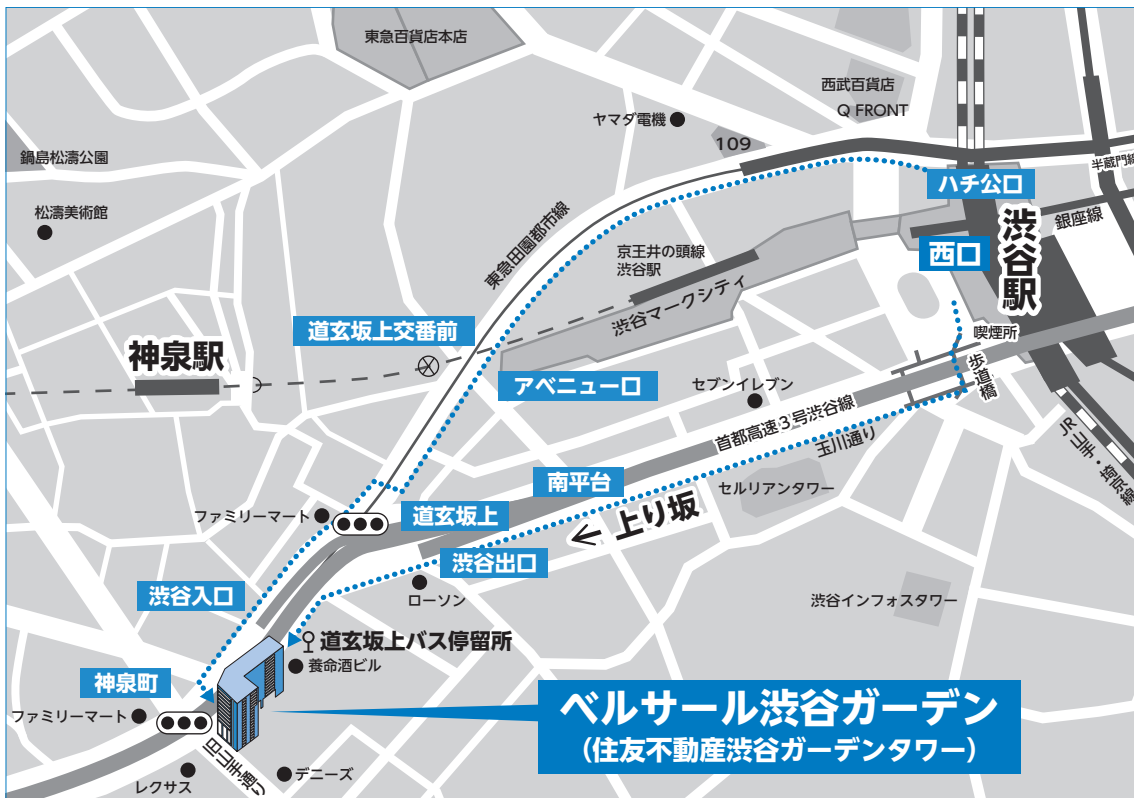 東急百貨店本店
西武百貨店
Q FRONT
ヤマダ電機
109
半蔵門線
鍋島松濤公園
ハチ公口
松濤美術館
東急田園都市線
銀座線
渋谷駅
西口
京王井の頭線
渋谷駅
渋谷マークシティ
道玄坂上交番前
神泉駅
喫煙所
歩道橋
アベニュー口
セブンイレブン
首都高速3号渋谷線
玉川通り
JR山手・埼京線
南平台
セルリアンタワー
ファミリーマート
道玄坂上
← 上り坂
渋谷出口
渋谷入口
ローソン
渋谷インフォスタワー
道玄坂上バス停留所
養命酒ビル
神泉町
ファミリーマート
ベルサール渋谷ガーデン
(住友不動産渋谷ガーデンタワー)
旧山手通り
デニーズ
レクサス